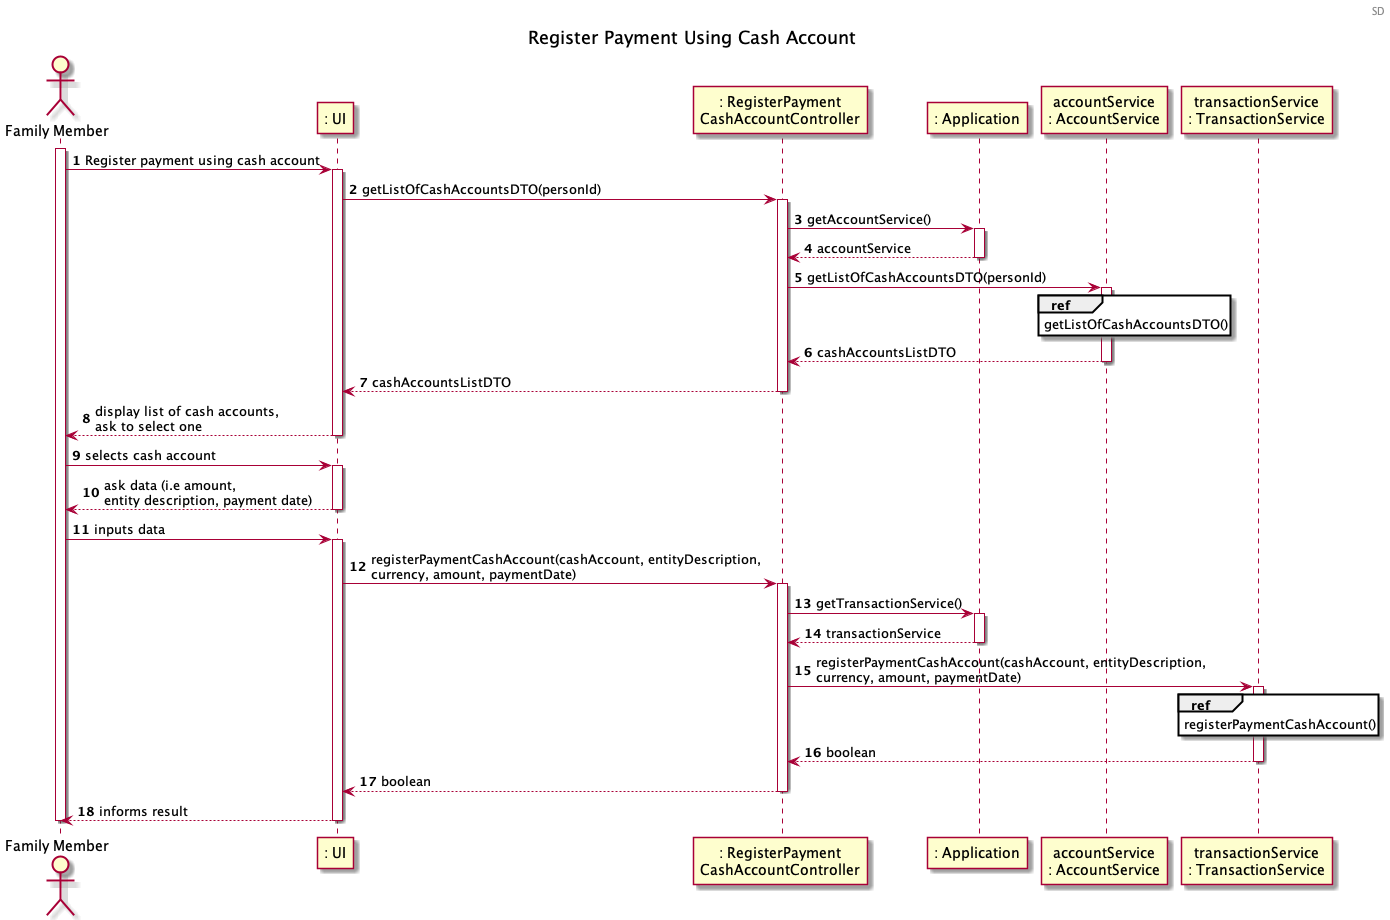 SD
Register Payment Using Cash Account
Family Member
: UI
: RegisterPayment
CashAccountController
: Application
accountService
: AccountService
transactionService
: TransactionService
1 Register payment using cash account
2 getListOfCashAccountsDTO(personId)
3 getAccountService()
4 accountService
5 getListOfCashAccountsDTO(personId)
ref
getListOfCashAccountsDTO()
6 cashAccountsListDTO
7 cashAccountsListDTO
8 display list of cash accounts,
ask to select one
9 selects cash account
10 ask data (i.e amount,
entity description, payment date)
11 inputs data
12 registerPaymentCashAccount(cashAccount, entityDescription,
currency, amount, paymentDate)
13 getTransactionService()
14 transactionService
15 registerPaymentCashAccount(cashAccount, entityDescription,
currency, amount, paymentDate)
ref
registerPaymentCashAccount()
16 boolean
17 boolean
18 informs result
Family Member
: UI
: RegisterPayment
CashAccountController
: Application
accountService
: AccountService
transactionService
: TransactionService